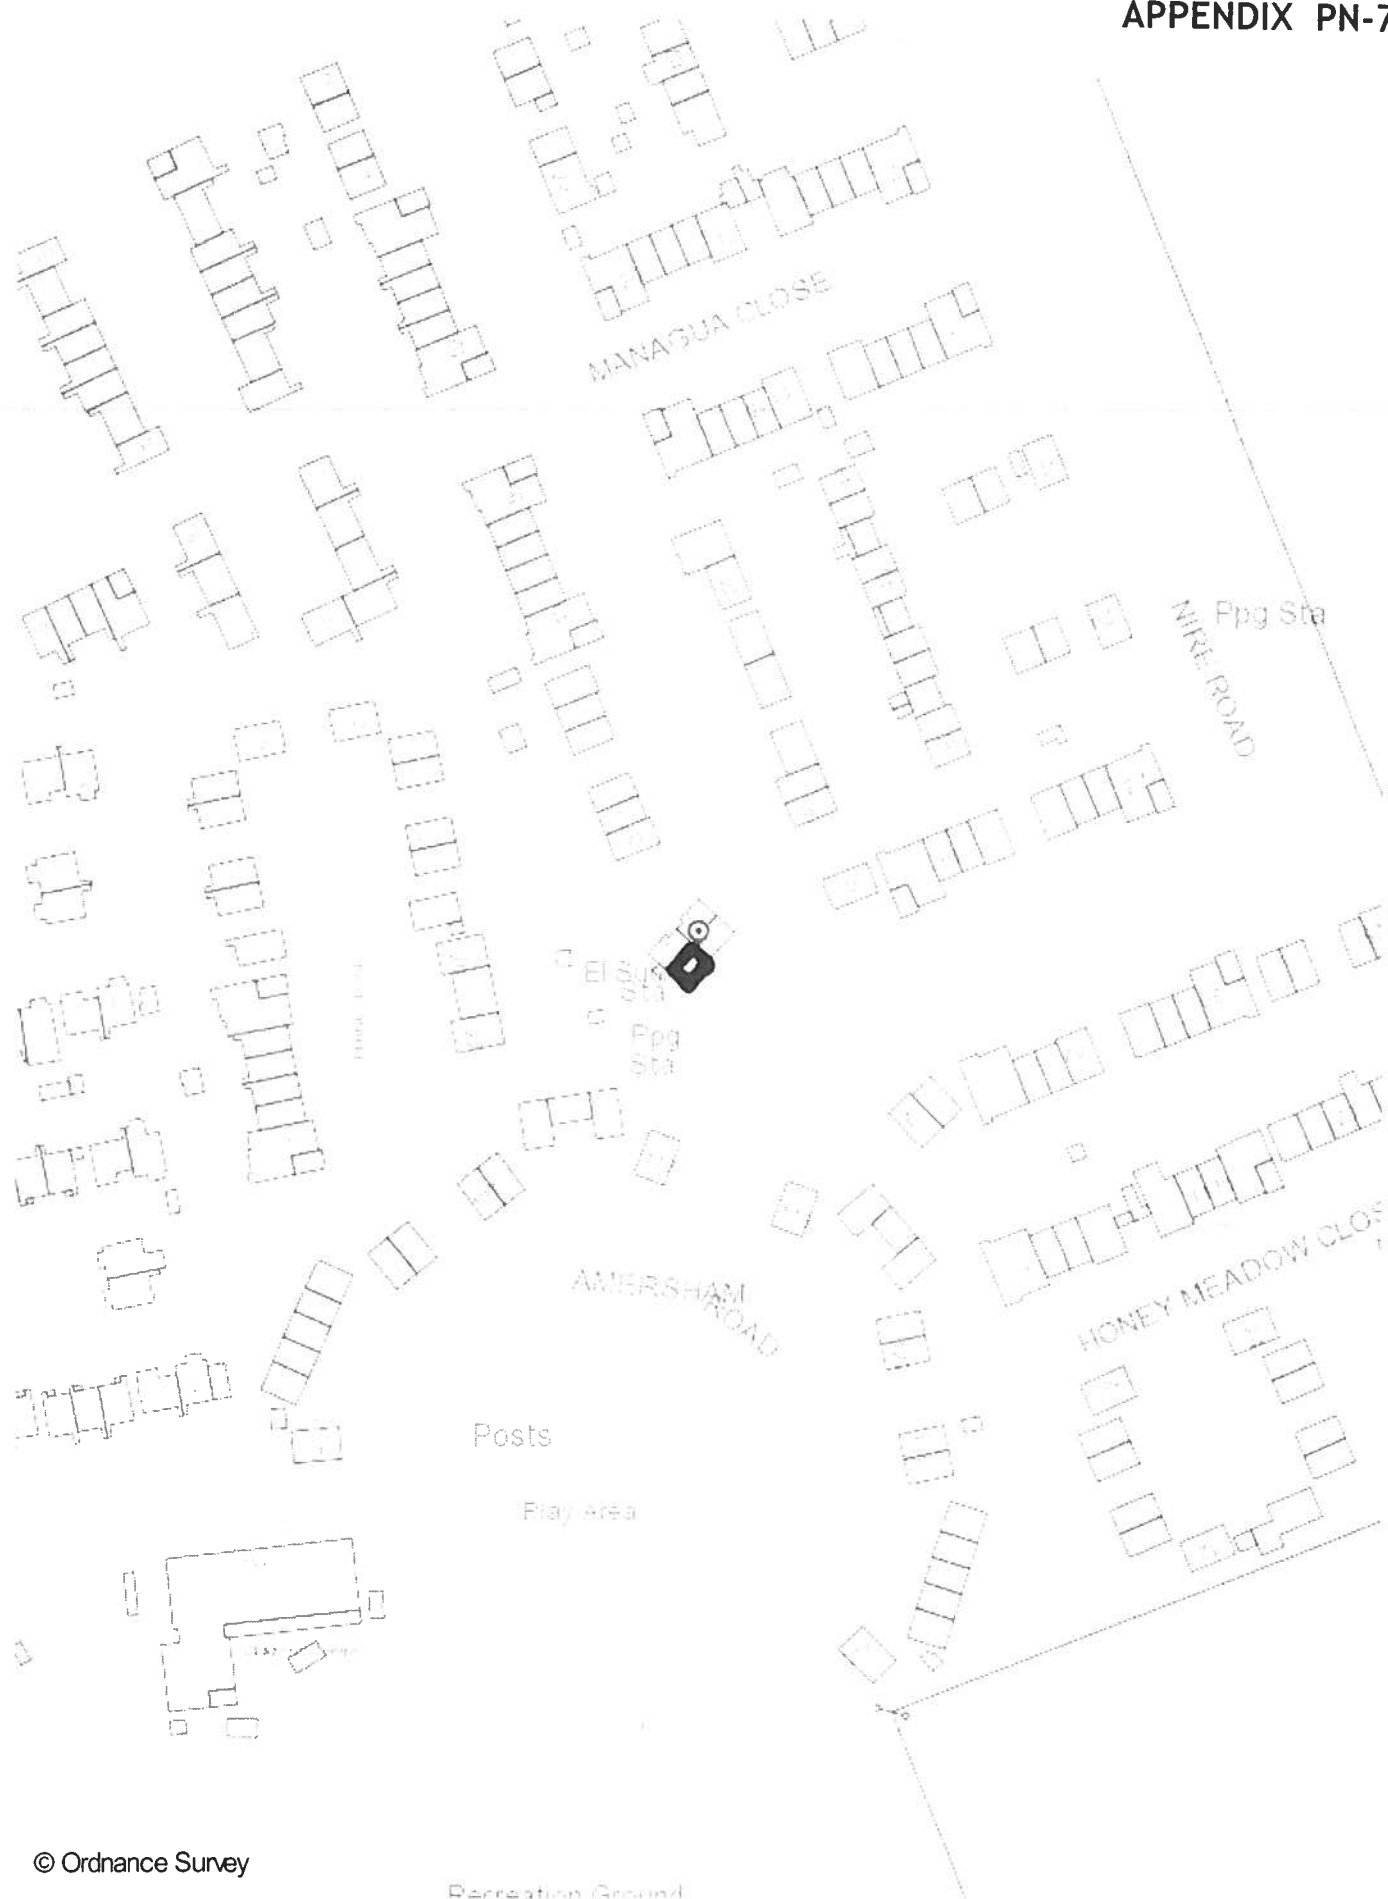 APPENDIX PN-7
MANAGUA CLOSE
Ppg Sta
NIRE ROAD
El Sub
Sta
Ppg
Sta
AMERSHAM
ROAD
HONEY MEADOW CLOS
Posts
Play Area
© Ordnance Survey
Recreation Ground